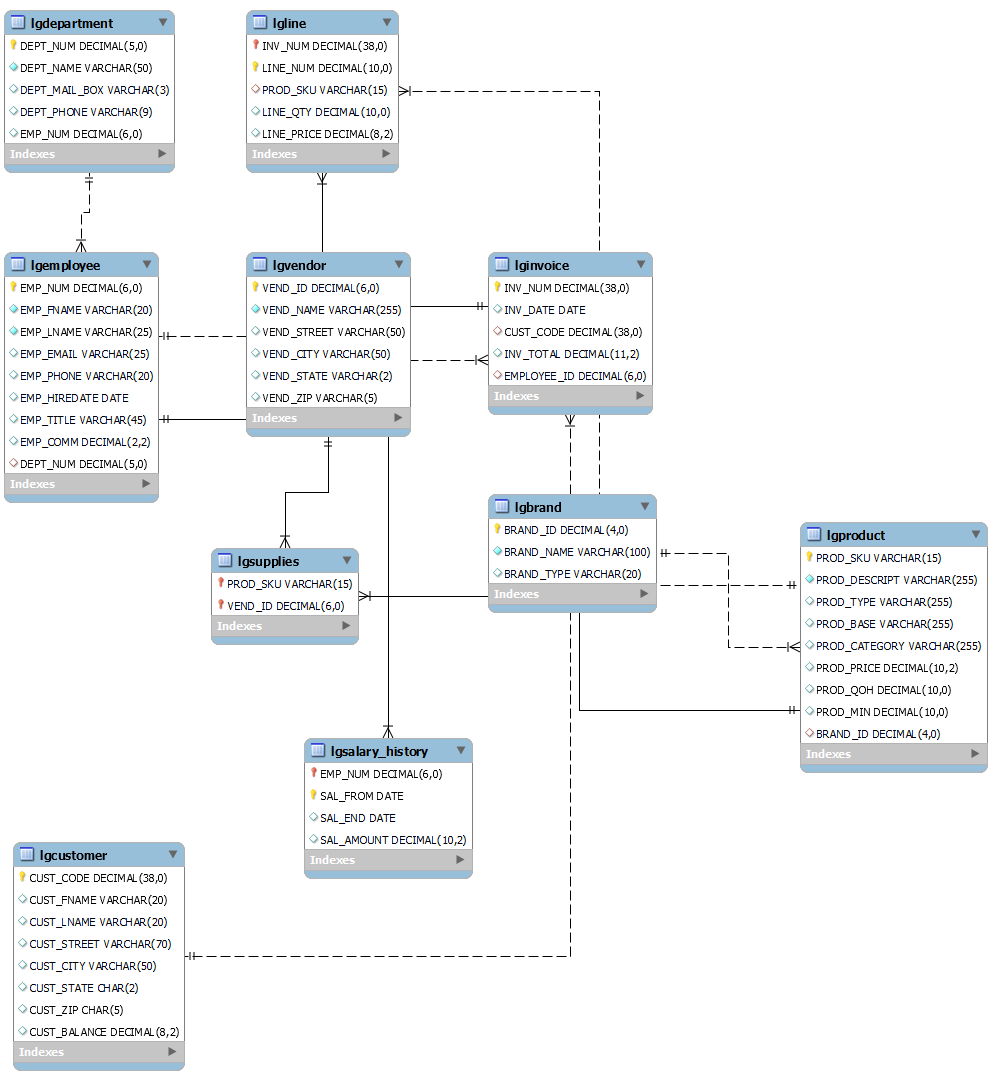 lgdepartment
DEPT_NUM DECIMAL(5,0)
DEPT_NAME VARCHAR(50)
DEPT_MAIL_BOX VARCHAR(3)
DEPT_PHONE VARCHAR(9)
EMP_NUM DECIMAL(6,0)
Indexes
lgline
INV_NUM DECIMAL(38,0)
LINE_NUM DECIMAL(10,0)
PROD_SKU VARCHAR(15)
LINE_QTY DECIMAL(10,0)
LINE_PRICE DECIMAL(8,2)
Indexes
lgemployee
EMP_NUM DECIMAL(6,0)
EMP_FNAME VARCHAR(20)
EMP_LNAME VARCHAR(25)
EMP_EMAIL VARCHAR(25)
EMP_PHONE VARCHAR(20)
EMP_HIREDATE DATE
EMP_TITLE VARCHAR(45)
EMP_COMM DECIMAL(2,2)
DEPT_NUM DECIMAL(5,0)
Indexes
lgvendor
VEND_ID DECIMAL(6,0)
VEND_NAME VARCHAR(255)
VEND_STREET VARCHAR(50)
VEND_CITY VARCHAR(50)
VEND_STATE VARCHAR(2)
VEND_ZIP VARCHAR(5)
Indexes
lginvoice
INV_NUM DECIMAL(38,0)
INV_DATE DATE
CUST_CODE DECIMAL(38,0)
INV_TOTAL DECIMAL(11,2)
EMPLOYEE_ID DECIMAL(6,0)
Indexes
lgbrand
BRAND_ID DECIMAL(4,0)
BRAND_NAME VARCHAR(100)
BRAND_TYPE VARCHAR(20)
Indexes
lgproduct
PROD_SKU VARCHAR(15)
PROD_DESCRIPT VARCHAR(255)
PROD_TYPE VARCHAR(255)
PROD_BASE VARCHAR(255)
PROD_CATEGORY VARCHAR(255)
PROD_PRICE DECIMAL(10,2)
PROD_QOH DECIMAL(10,0)
PROD_MIN DECIMAL(10,0)
BRAND_ID DECIMAL(4,0)
Indexes
lgsupplies
PROD_SKU VARCHAR(15)
VEND_ID DECIMAL(6,0)
Indexes
lgsalary_history
EMP_NUM DECIMAL(6,0)
SAL_FROM DATE
SAL_END DATE
SAL_AMOUNT DECIMAL(10,2)
Indexes
lgcustomer
CUST_CODE DECIMAL(38,0)
CUST_FNAME VARCHAR(20)
CUST_LNAME VARCHAR(20)
CUST_STREET VARCHAR(70)
CUST_CITY VARCHAR(50)
CUST_STATE CHAR(2)
CUST_ZIP CHAR(5)
CUST_BALANCE DECIMAL(8,2)
Indexes